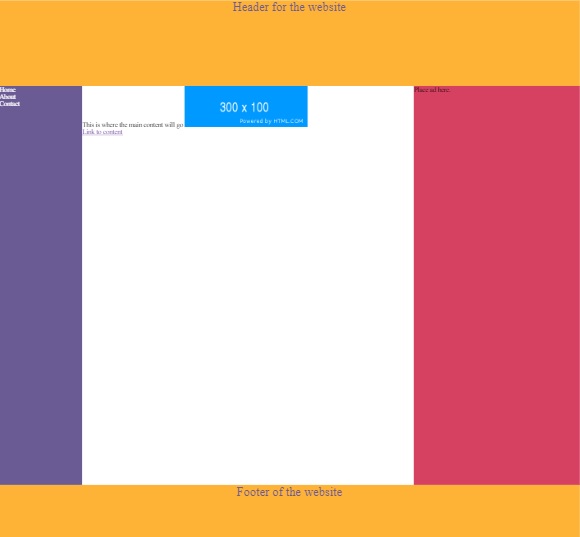 Header for the website
Home
About
Contact
Place ad here
300 x 100
Powered by HTML.COM
This is where the main content will go
Link to content
Footer of the website